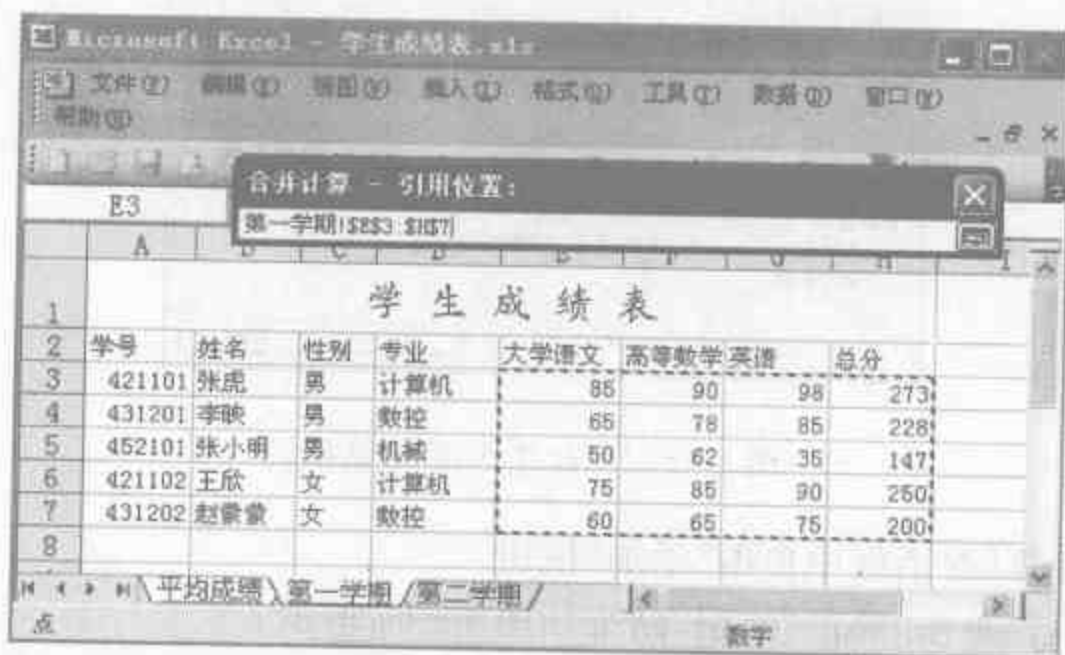 Microsoft Excel - 学生成绩表.xls
文件(F) 编辑(E) 视图(V) 插入(I) 格式(O) 工具(T) 数据(D) 窗口(W)
帮助(H)
合并计算 - 引用位置:
E3
第一学期!$E$3:$H$7
A B C D E F G H I
1 学生成绩表
2 学号 姓名 性别 专业 大学语文 高等数学 英语 总分
3 421101 张虎 男 计算机 85 90 98 273
4 431201 李映 男 数控 65 78 85 228
5 452101 张小明 男 机械 50 62 35 147
6 421102 王欣 女 计算机 75 85 90 250
7 431202 赵蒙蒙 女 数控 60 65 75 200
8
平均成绩 第一学期 第二学期
点 数字